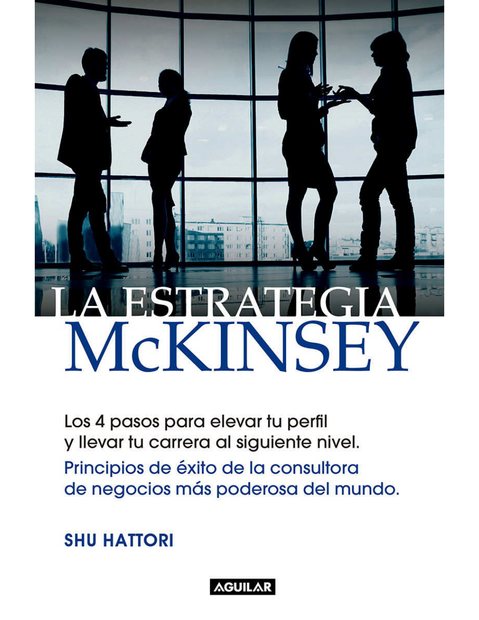 LA ESTRATEGIA
McKINSEY
Los 4 pasos para elevar tu perfil
y llevar tu carrera al siguiente nivel.
Principios de éxito de la consultora
de negocios más poderosa del mundo.
SHU HATTORI
AGUILAR